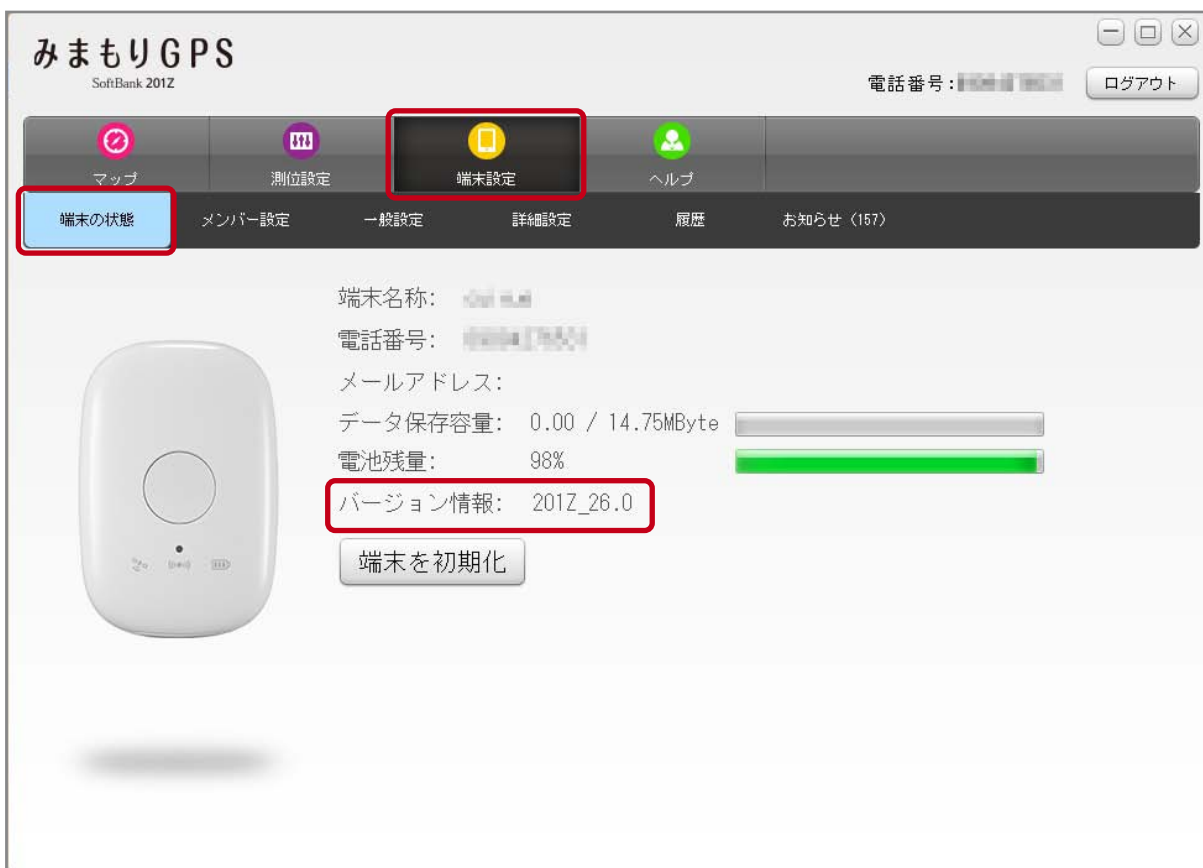 みまもりGPS
SoftBank 201Z
電話番号:
ログアウト
マップ
測位設定
端末設定
ヘルプ
端末の状態
メンバー設定
一般設定
詳細設定
履歴
お知らせ (157)
端末名称:
電話番号:
メールアドレス:
データ保存容量: 0.00 / 14.75MByte
電池残量: 98%
バージョン情報: 201Z_26.0
端末を初期化